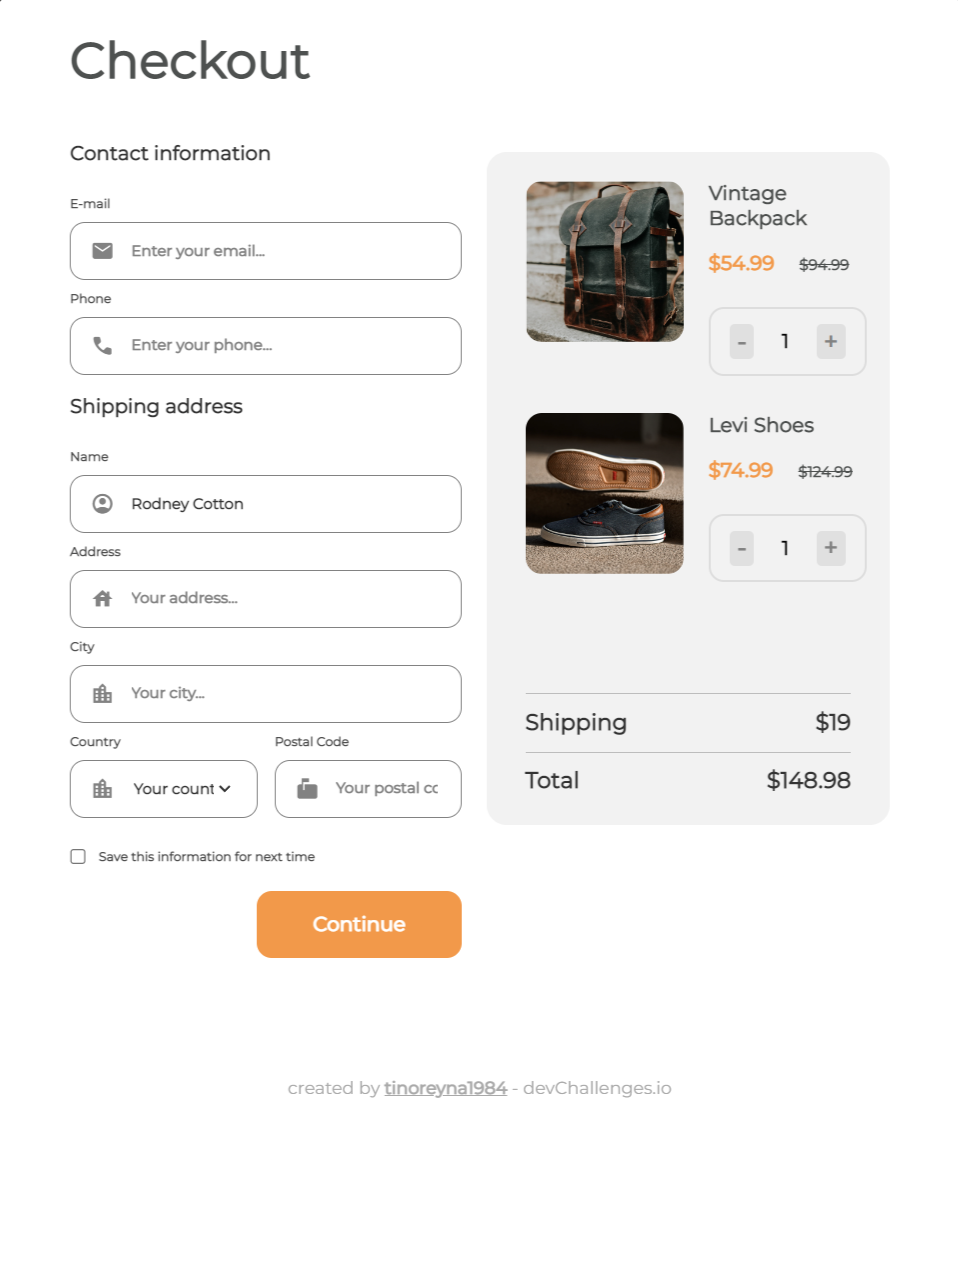 Checkout
Contact information
E-mail
Enter your email...
Phone
Enter your phone...
Shipping address
Name
Rodney Cotton
Address
Your address...
City
Your city...
Country
Postal Code
Your count
Your postal cc
Save this information for next time
Continue
Vintage
Backpack
$54.99 $94.99
- 1 +
Levi Shoes
$74.99 $124.99
- 1 +
Shipping $19
Total $148.98
created by tinoreyna1984 - devChallenges.io